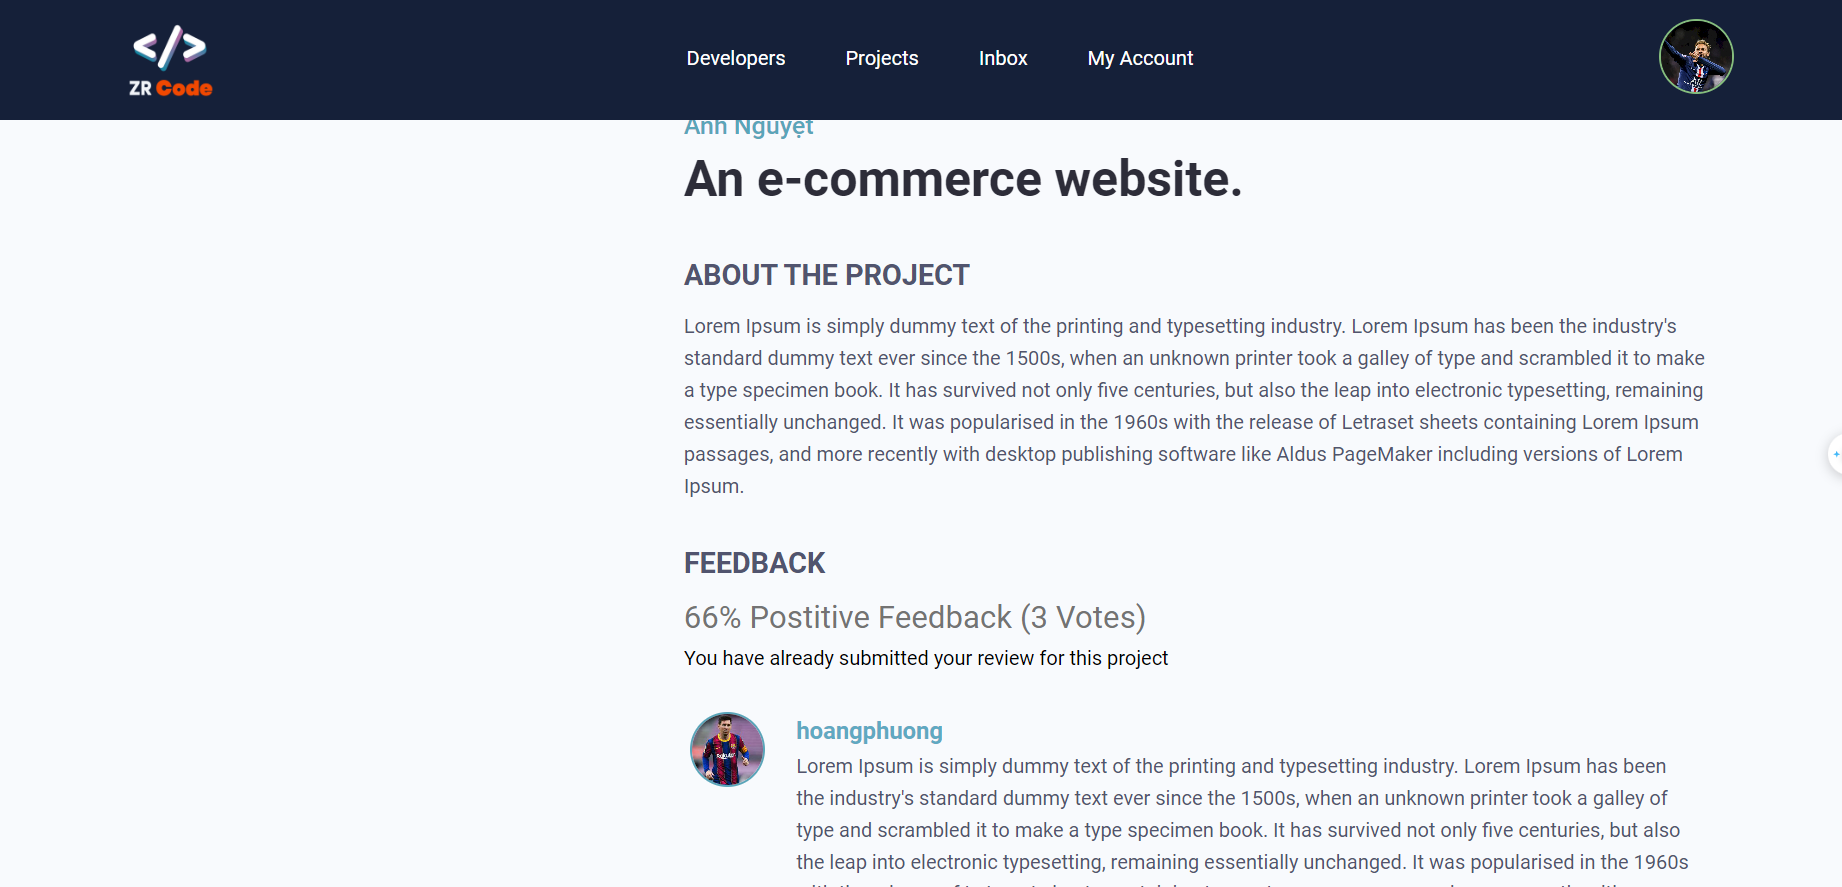 ZR Code
Developers
Projects
Inbox
My Account
Ánh Nguyệt
An e-commerce website.
ABOUT THE PROJECT
Lorem Ipsum is simply dummy text of the printing and typesetting industry. Lorem Ipsum has been the industry's
standard dummy text ever since the 1500s, when an unknown printer took a galley of type and scrambled it to make
a type specimen book. It has survived not only five centuries, but also the leap into electronic typesetting, remaining
essentially unchanged. It was popularised in the 1960s with the release of Letraset sheets containing Lorem Ipsum
passages, and more recently with desktop publishing software like Aldus PageMaker including versions of Lorem
Ipsum.
FEEDBACK
66% Postitive Feedback (3 Votes)
You have already submitted your review for this project
hoangphuong
Lorem Ipsum is simply dummy text of the printing and typesetting industry. Lorem Ipsum has been
the industry's standard dummy text ever since the 1500s, when an unknown printer took a galley of
type and scrambled it to make a type specimen book. It has survived not only five centuries, but also
the leap into electronic typesetting, remaining essentially unchanged. It was popularised in the 1960s